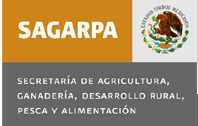 SAGARPA
ESTADOS UNIDOS MEXICANOS
SECRETARÍA DE AGRICULTURA,
GANADERÍA, DESARROLLO RURAL,
PESCA Y ALIMENTACIÓN